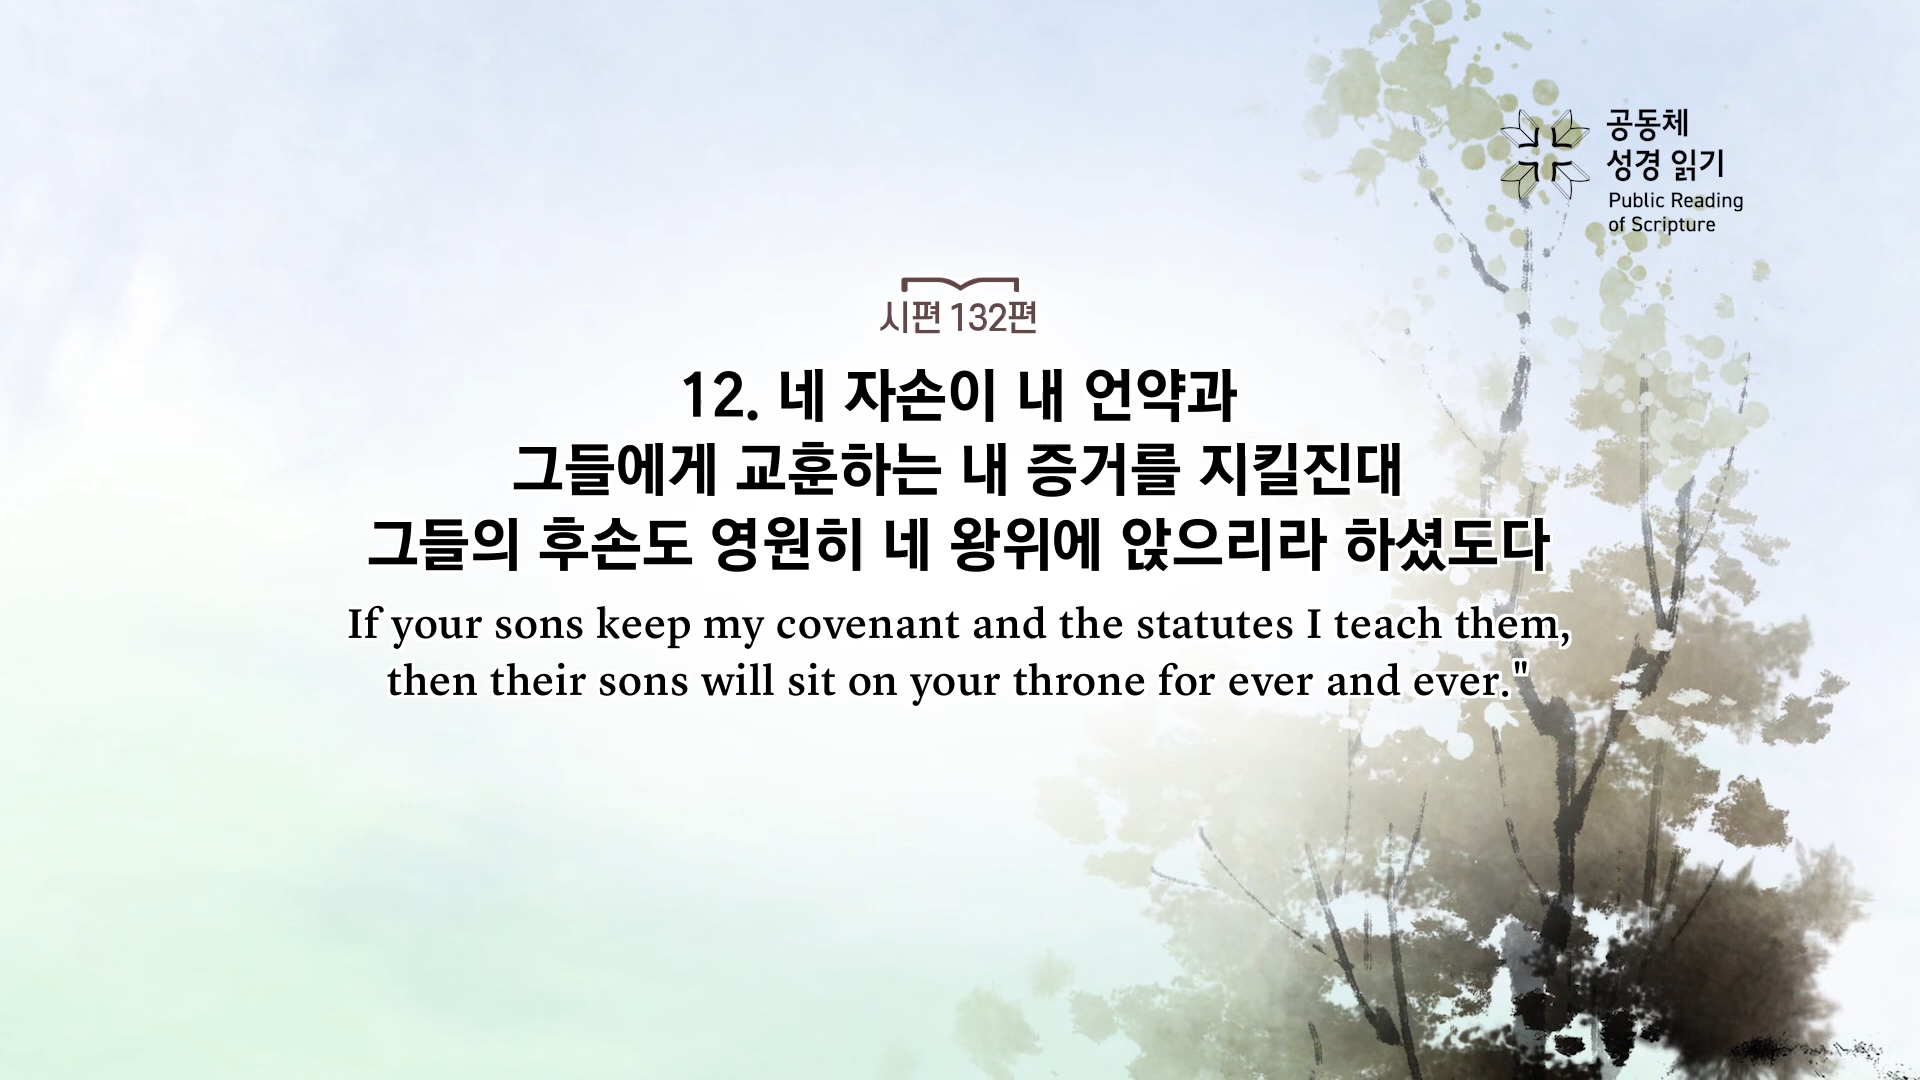 공동체
성경 읽기
Public Reading
of Scripture
시편 132편
12. 네 자손이 내 언약과
그들에게 교훈하는 내 증거를 지킬진대
그들의 후손도 영원히 네 왕위에 앉으리라 하셨도다
If your sons keep my covenant and the statutes I teach them,
then their sons will sit on your throne for ever and ever."